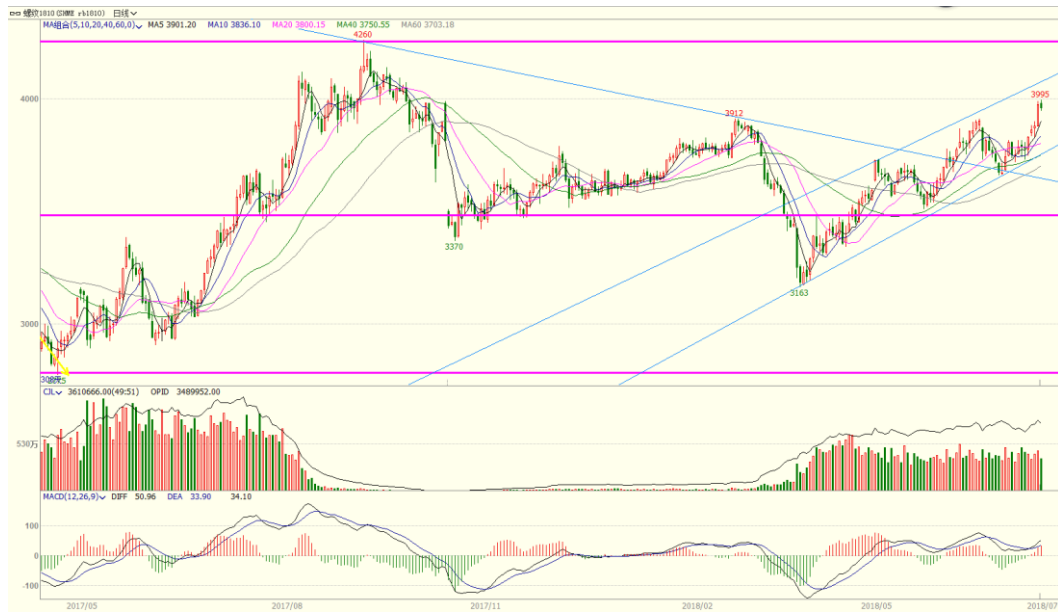 螺纹1810 (SHME rb1810) 日线
MA组合(5,10,20,40,60,0) MA5 3901.20 MA10 3836.10 MA20 3800.15 MA40 3750.55 MA60 3703.18
4260
4000
3995
3912
3370
3163
3000
CJL 3610666.00(49:51) OPID 3489952.00
530万
MACD(12,26,9) DIFF 50.96 DEA 33.90 34.10
100
0
-100
2017/05 2017/08 2017/11 2018/02 2018/05 2018/07